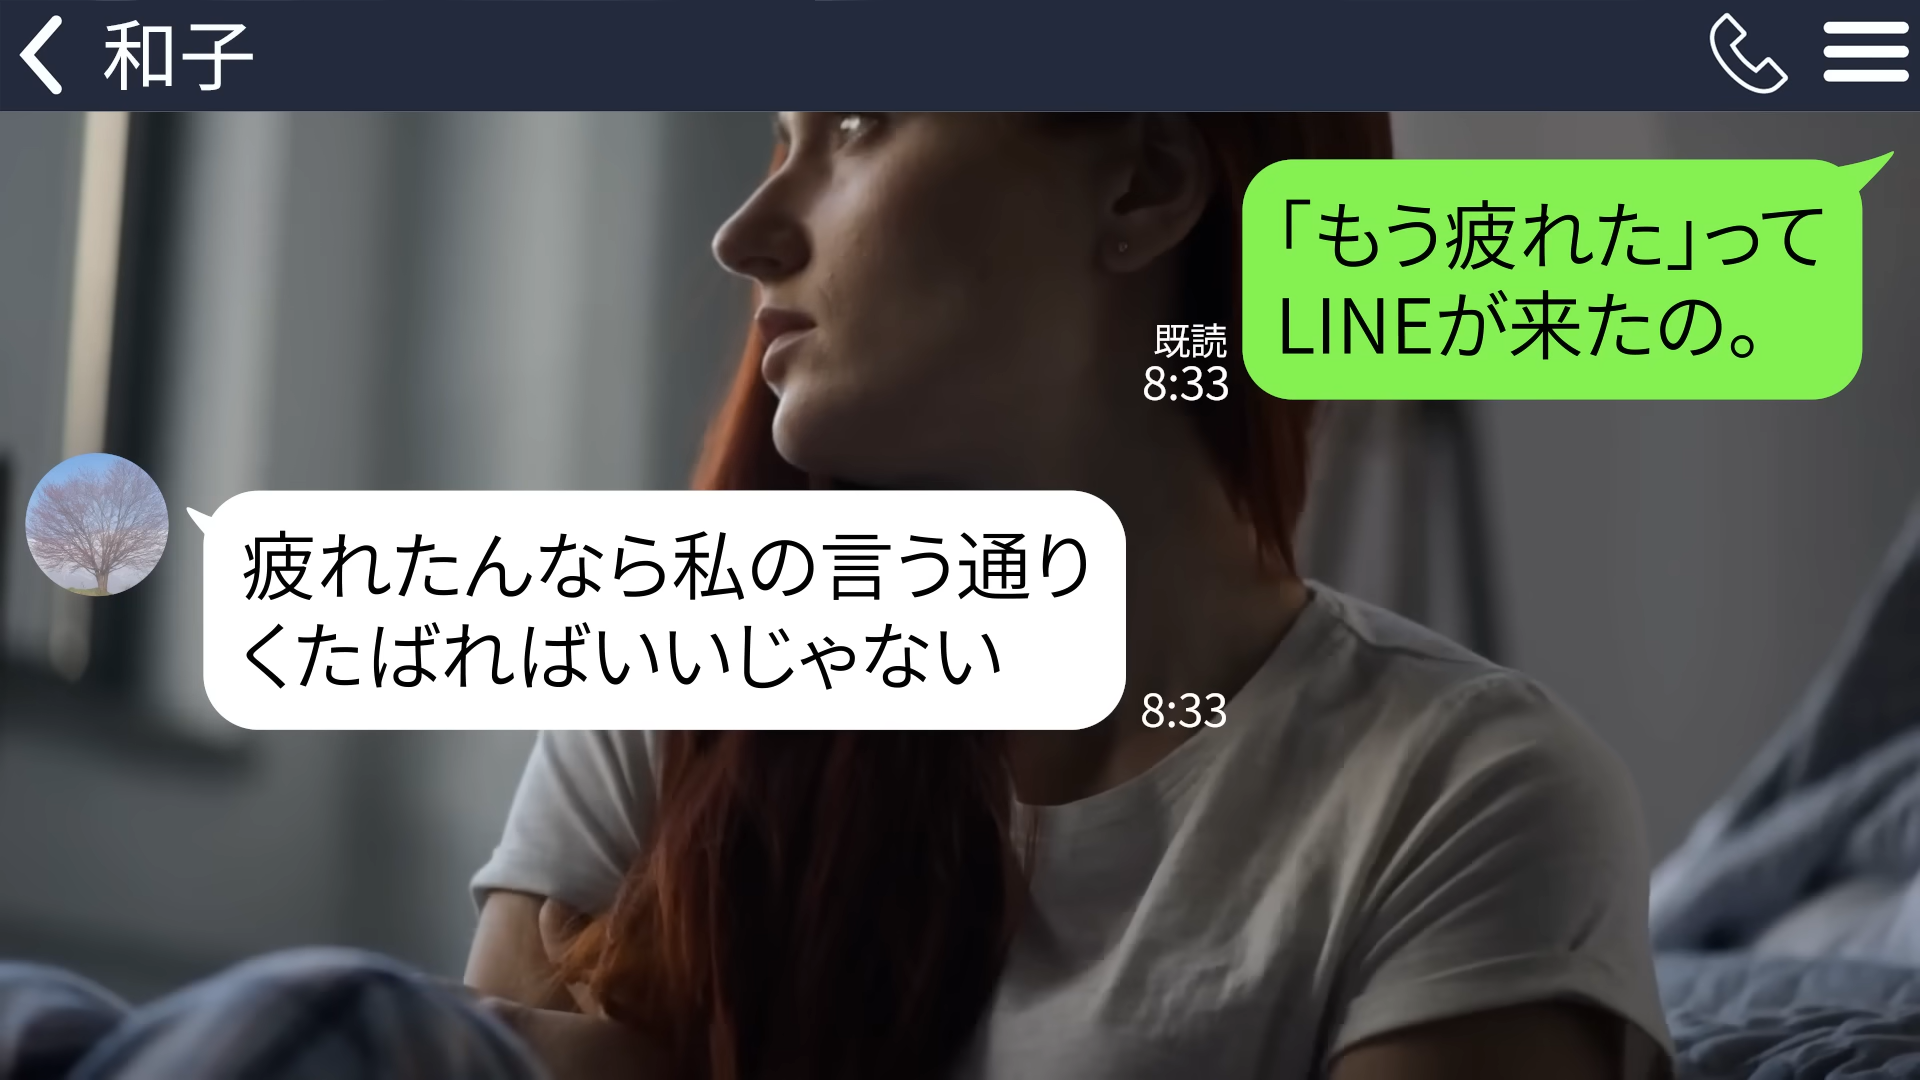 和子
「もう疲れた」って
LINEが来たの。
既読
8:33
疲れたんなら私の言う通り
くたばればいいじゃない
8:33